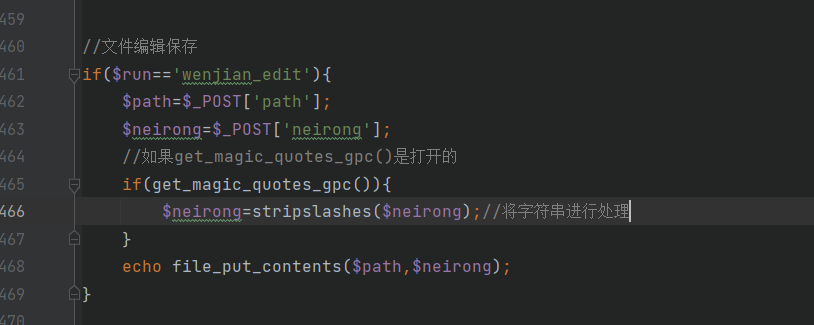 459
460 //文件编辑保存
461 if($run=='wenjian_edit'){
462 $path=$_POST['path'];
463 $neirong=$_POST['neirong'];
464 //如果get_magic_quotes_gpc()是打开的
465 if(get_magic_quotes_gpc()){
466 $neirong=stripslashes($neirong);//将字符串进行处理
467 }
468 echo file_put_contents($path,$neirong);
469 }
470